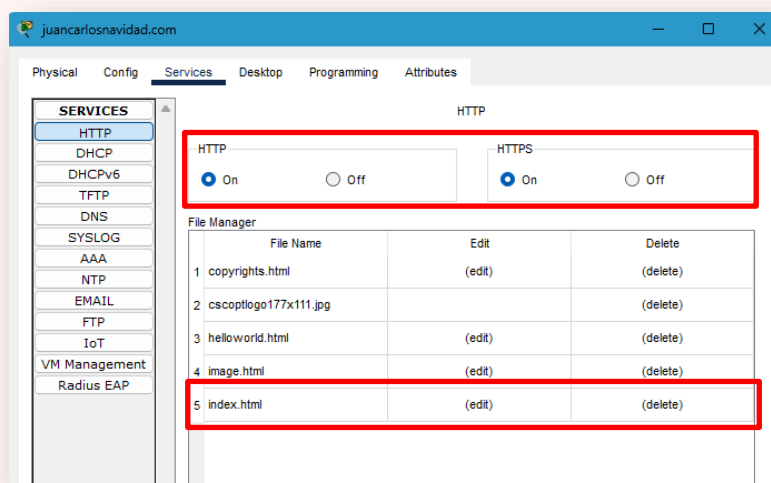 juancarlosnavidad.com
Physical Config Services Desktop Programming Attributes
SERVICES
HTTP
DHCP
DHCPv6
TFTP
DNS
SYSLOG
AAA
NTP
EMAIL
FTP
IoT
VM Management
Radius EAP
HTTP
HTTP
On Off
HTTPS
On Off
File Manager
File Name Edit Delete
1 copyrights.html (edit) (delete)
2 cscoptlogo177x111.jpg (delete)
3 helloworld.html (edit) (delete)
4 image.html (edit) (delete)
5 index.html (edit) (delete)